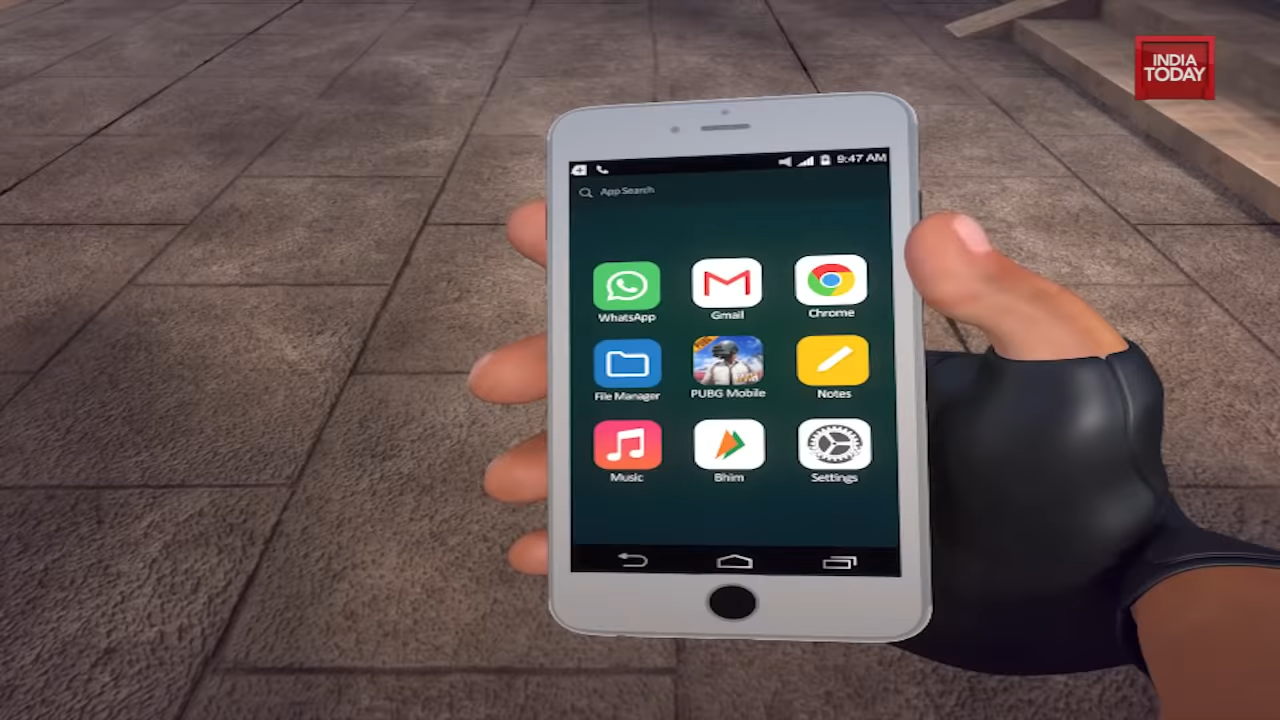 INDIA
TODAY
9:47 AM
App Search
WhatsApp
Gmail
Chrome
File Manager
PUBG Mobile
Notes
Music
Bhim
Settings